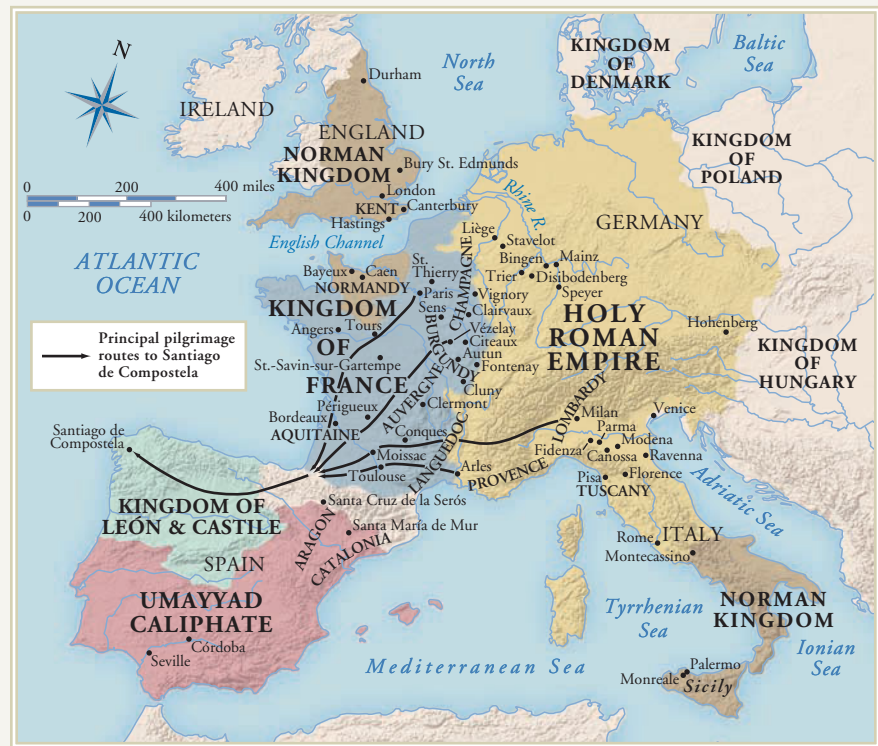 N
North
Sea
Baltic
Sea
KINGDOM
OF
DENMARK
Durham
IRELAND
ENGLAND
NORMAN
KINGDOM
KINGDOM
OF
POLAND
Bury St. Edmunds
0 200 400 miles
0 200 400 kilometers
London
KENT
Canterbury
Hastings
Rhine R.
GERMANY
English Channel
Liège
Stavelot
Bingen
Mainz
Trier
Disibodenberg
Speyer
ATLANTIC
OCEAN
St.
Thierry
Bayeux
Caen
NORMANDY
Paris
CHAMPAGNE
Vignory
Sens
Clairvaux
KINGDOM
OF
FRANCE
Angers
Tours
BURGUNDY
Vézelay
Citeaux
Autun
Fontenay
HOLY
ROMAN
EMPIRE
Hohenberg
Principal pilgrimage
routes to Santiago
de Compostela
St.-Savin-sur-Gartempe
Cluny
KINGDOM
OF
HUNGARY
AUVERGNE
Clermont
Périgueux
Bordeaux
AQUITAINE
Conques
LOMBARDY
Milan
Venice
Parma
Fidenza
Modena
Canossa
Ravenna
Santiago de
Compostela
Moissac
Toulouse
LANGUEDOC
Arles
PROVENCE
Pisa
Florence
TUSCANY
Adriatic Sea
KINGDOM OF
LEÓN & CASTILE
Santa Cruz de la Serós
ARAGON
Santa María de Mur
CATALONIA
SPAIN
Rome
ITALY
Montecassino
UMAYYAD
CALIPHATE
Córdoba
Seville
Tyrrhenian
Sea
NORMAN
KINGDOM
Ionian
Sea
Mediterranean Sea
Palermo
Monreale
Sicily